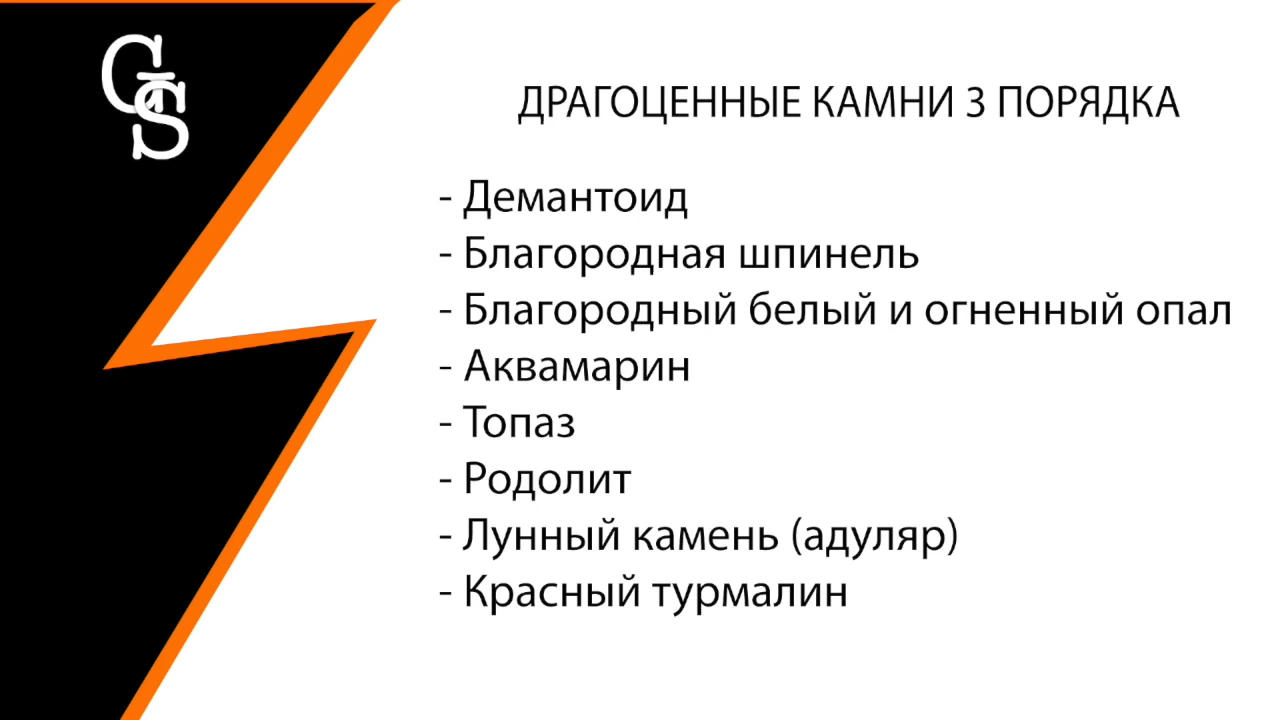 GS
ДРАГОЦЕННЫЕ КАМНИ 3 ПОРЯДКА
- Демантоид
- Благородная шпинель
- Благородный белый и огненный опал
- Аквамарин
- Топаз
- Родолит
- Лунный камень (адуляр)
- Красный турмалин